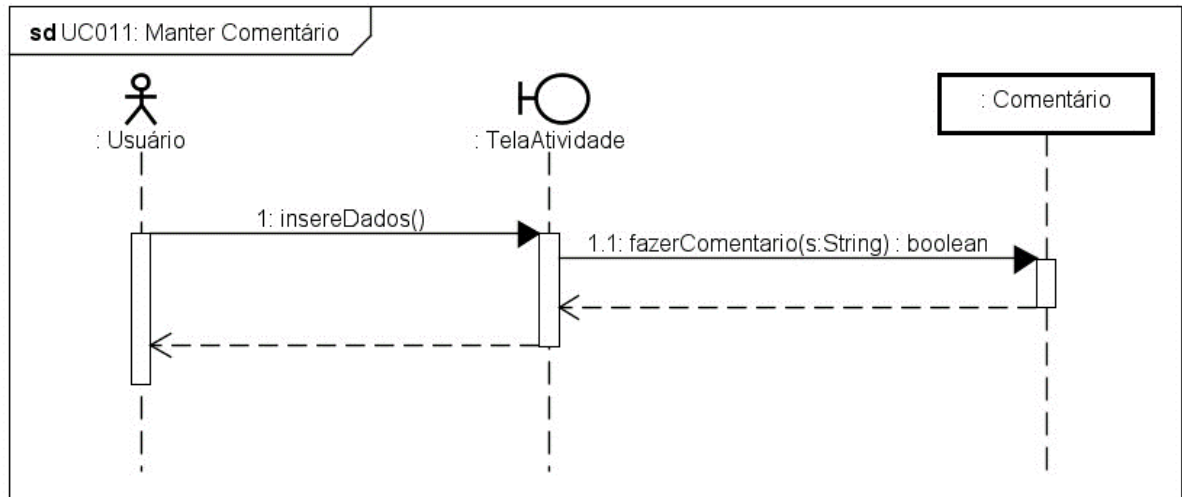 sd UC011: Manter Comentário
: Usuário
: TelaAtividade
: Comentário
1: insereDados()
1.1: fazerComentario(s:String) : boolean